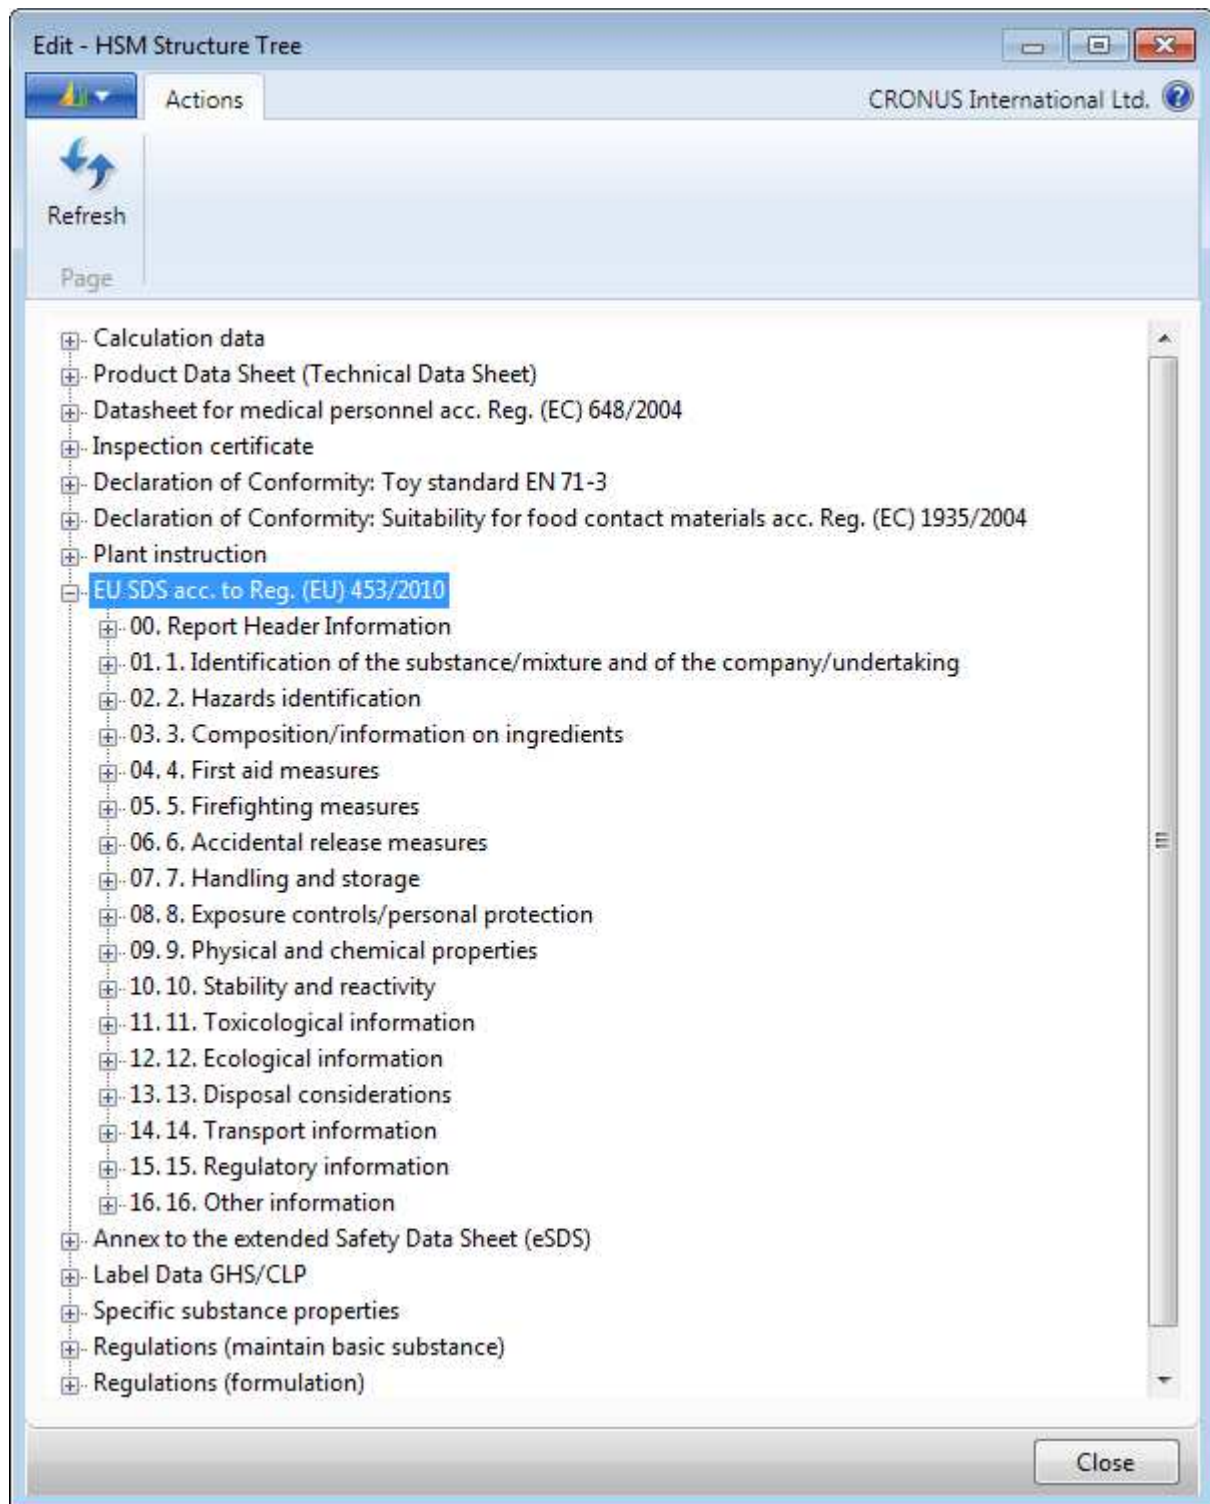 Edit - HSM Structure Tree
Actions
CRONUS International Ltd.
Refresh
Page
Calculation data
Product Data Sheet (Technical Data Sheet)
Datasheet for medical personnel acc. Reg. (EC) 648/2004
Inspection certificate
Declaration of Conformity: Toy standard EN 71-3
Declaration of Conformity: Suitability for food contact materials acc. Reg. (EC) 1935/2004
Plant instruction
EU SDS acc. to Reg. (EU) 453/2010
00. Report Header Information
01. 1. Identification of the substance/mixture and of the company/undertaking
02. 2. Hazards identification
03. 3. Composition/information on ingredients
04. 4. First aid measures
05. 5. Firefighting measures
06. 6. Accidental release measures
07. 7. Handling and storage
08. 8. Exposure controls/personal protection
09. 9. Physical and chemical properties
10. 10. Stability and reactivity
11. 11. Toxicological information
12. 12. Ecological information
13. 13. Disposal considerations
14. 14. Transport information
15. 15. Regulatory information
16. 16. Other information
Annex to the extended Safety Data Sheet (eSDS)
Label Data GHS/CLP
Specific substance properties
Regulations (maintain basic substance)
Regulations (formulation)
Close